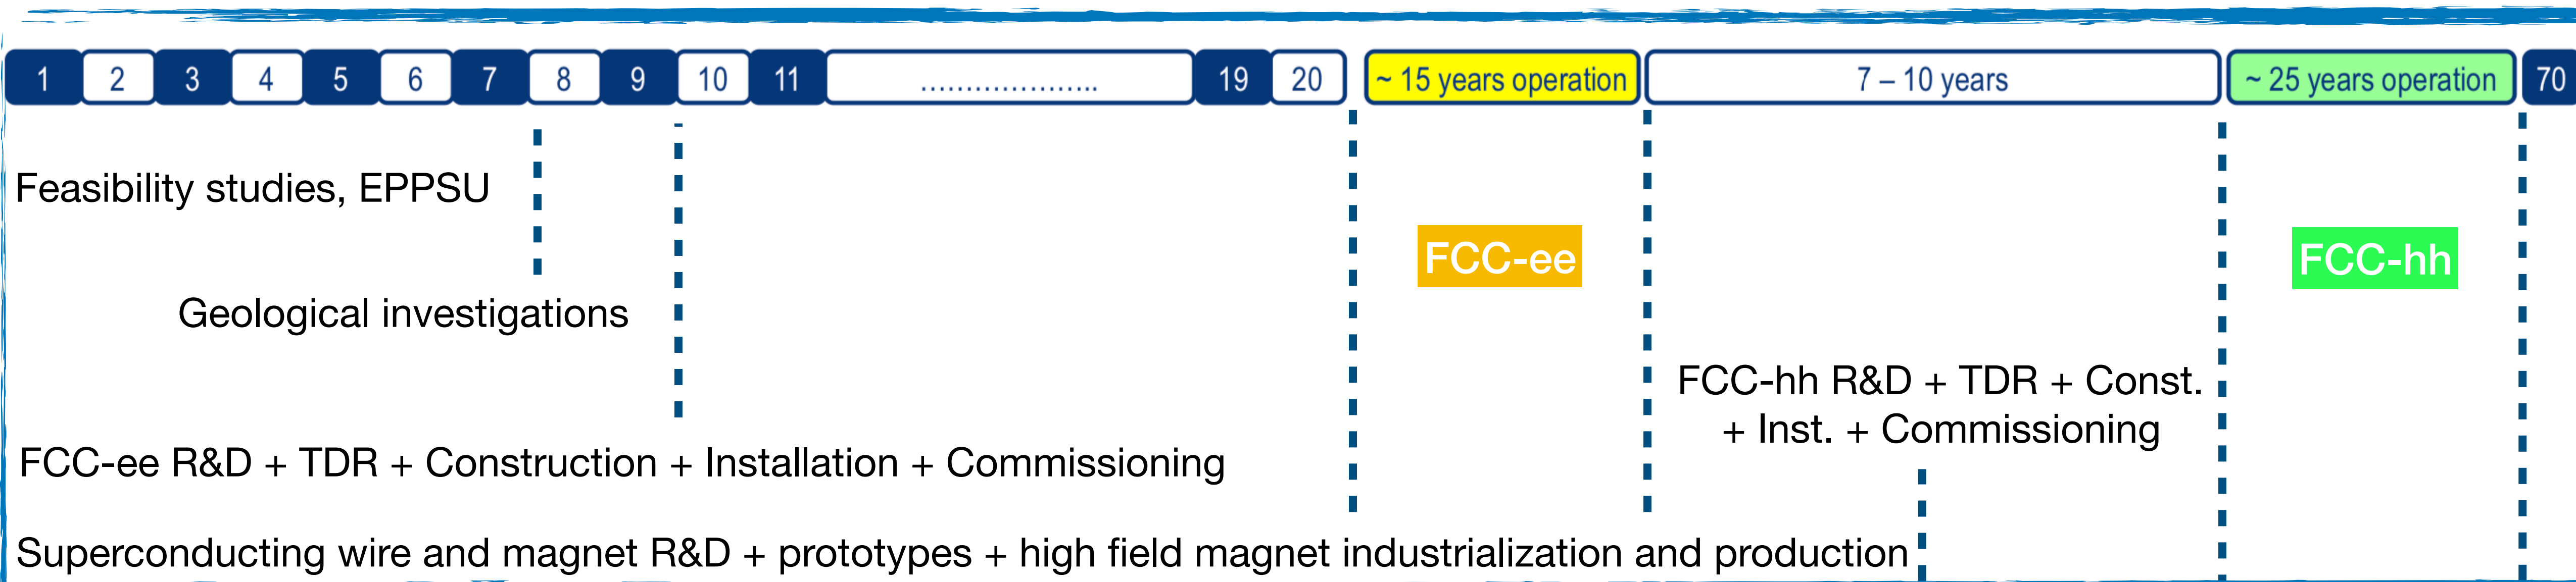 1 2 3 4 5 6 7 8 9 10 11 ..................... 19 20 ~ 15 years operation 7 – 10 years ~ 25 years operation 70
Feasibility studies, EPPSU
FCC-ee
FCC-hh
Geological investigations
FCC-hh R&D + TDR + Const.
+ Inst. + Commissioning
FCC-ee R&D + TDR + Construction + Installation + Commissioning
Superconducting wire and magnet R&D + prototypes + high field magnet industrialization and production